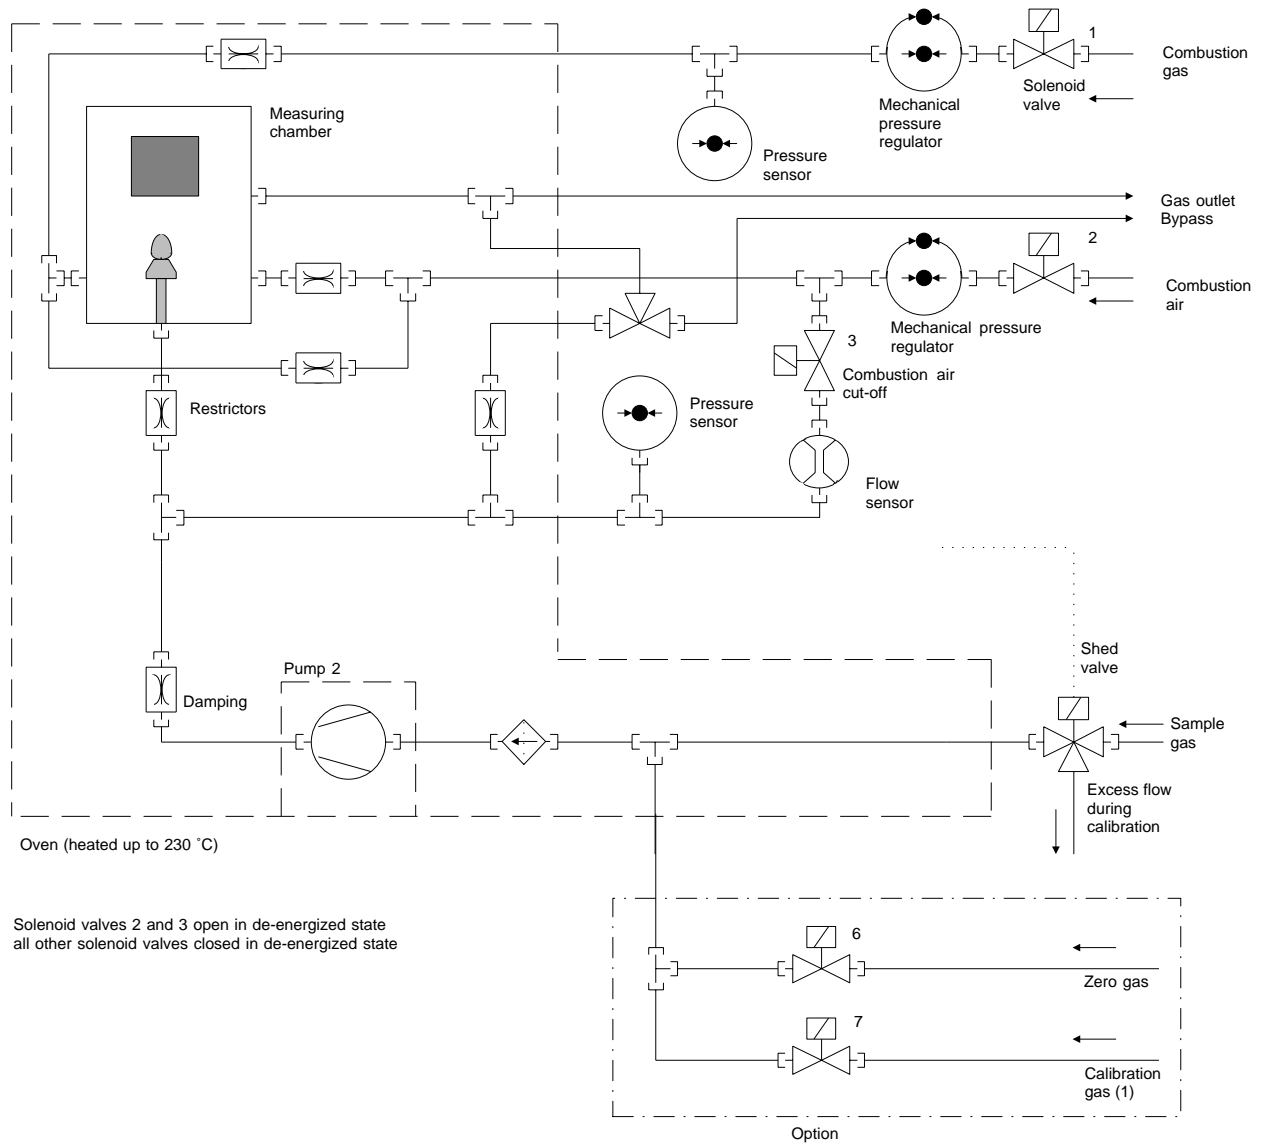 1
Combustion
gas
Solenoid
valve
Mechanical
pressure
regulator
Measuring
chamber
Pressure
sensor
Gas outlet
Bypass
2
Combustion
air
Mechanical pressure
regulator
3
Combustion air
cut-off
Restrictors
Pressure
sensor
Flow
sensor
Shed
valve
Pump 2
Damping
Sample
gas
Excess flow
during
calibration
Oven (heated up to 230 °C)
Solenoid valves 2 and 3 open in de-energized state
all other solenoid valves closed in de-energized state
6
Zero gas
7
Calibration
gas (1)
Option